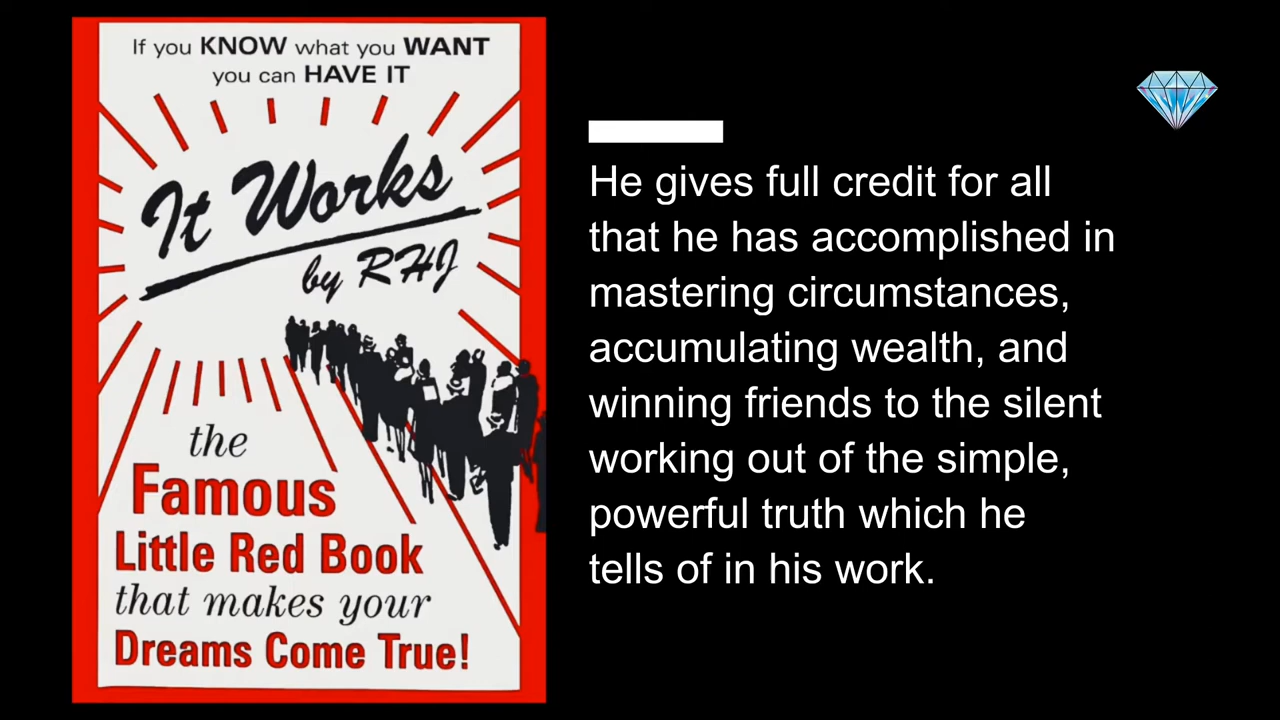 If you KNOW what you WANT
you can HAVE IT
It Works
by RHJ
the
Famous
Little Red Book
that makes your
Dreams Come True!
He gives full credit for all
that he has accomplished in
mastering circumstances,
accumulating wealth, and
winning friends to the silent
working out of the simple,
powerful truth which he
tells of in his work.